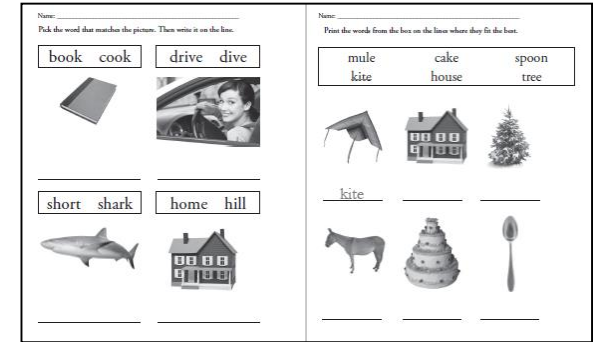 Name:
Pick the word that matches the picture. Then write it on the line.
book cook
drive dive
short shark
home hill
Name:
Print the words from the box on the lines where they fit the best.
mule cake spoon
kite house tree
kite